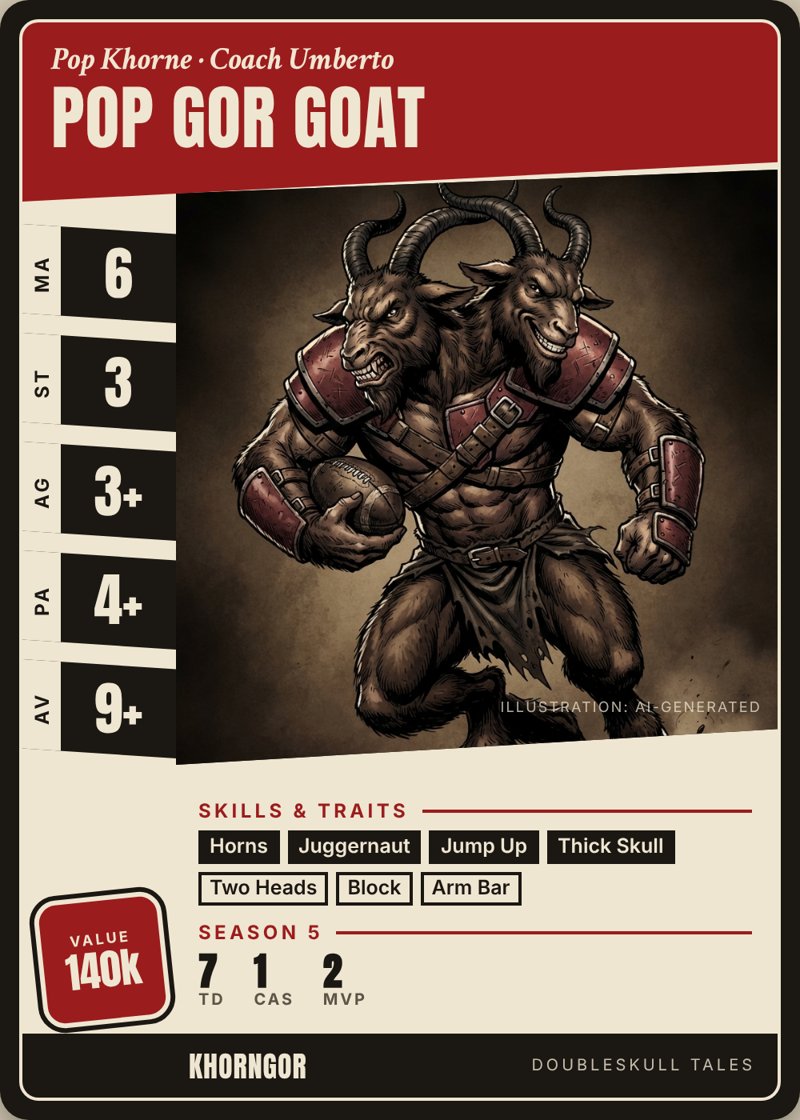 Pop Khorne · Coach Umberto
POP GOR GOAT
MA 6
ST 3
AG 3+
PA 4+
AV 9+
ILLUSTRATION: AI-GENERATED
SKILLS & TRAITS
Horns Juggernaut Jump Up Thick Skull
Two Heads Block Arm Bar
SEASON 5
7 1 2
TD CAS MVP
VALUE
140K
KHORNGOR DOUBLESKULL TALES